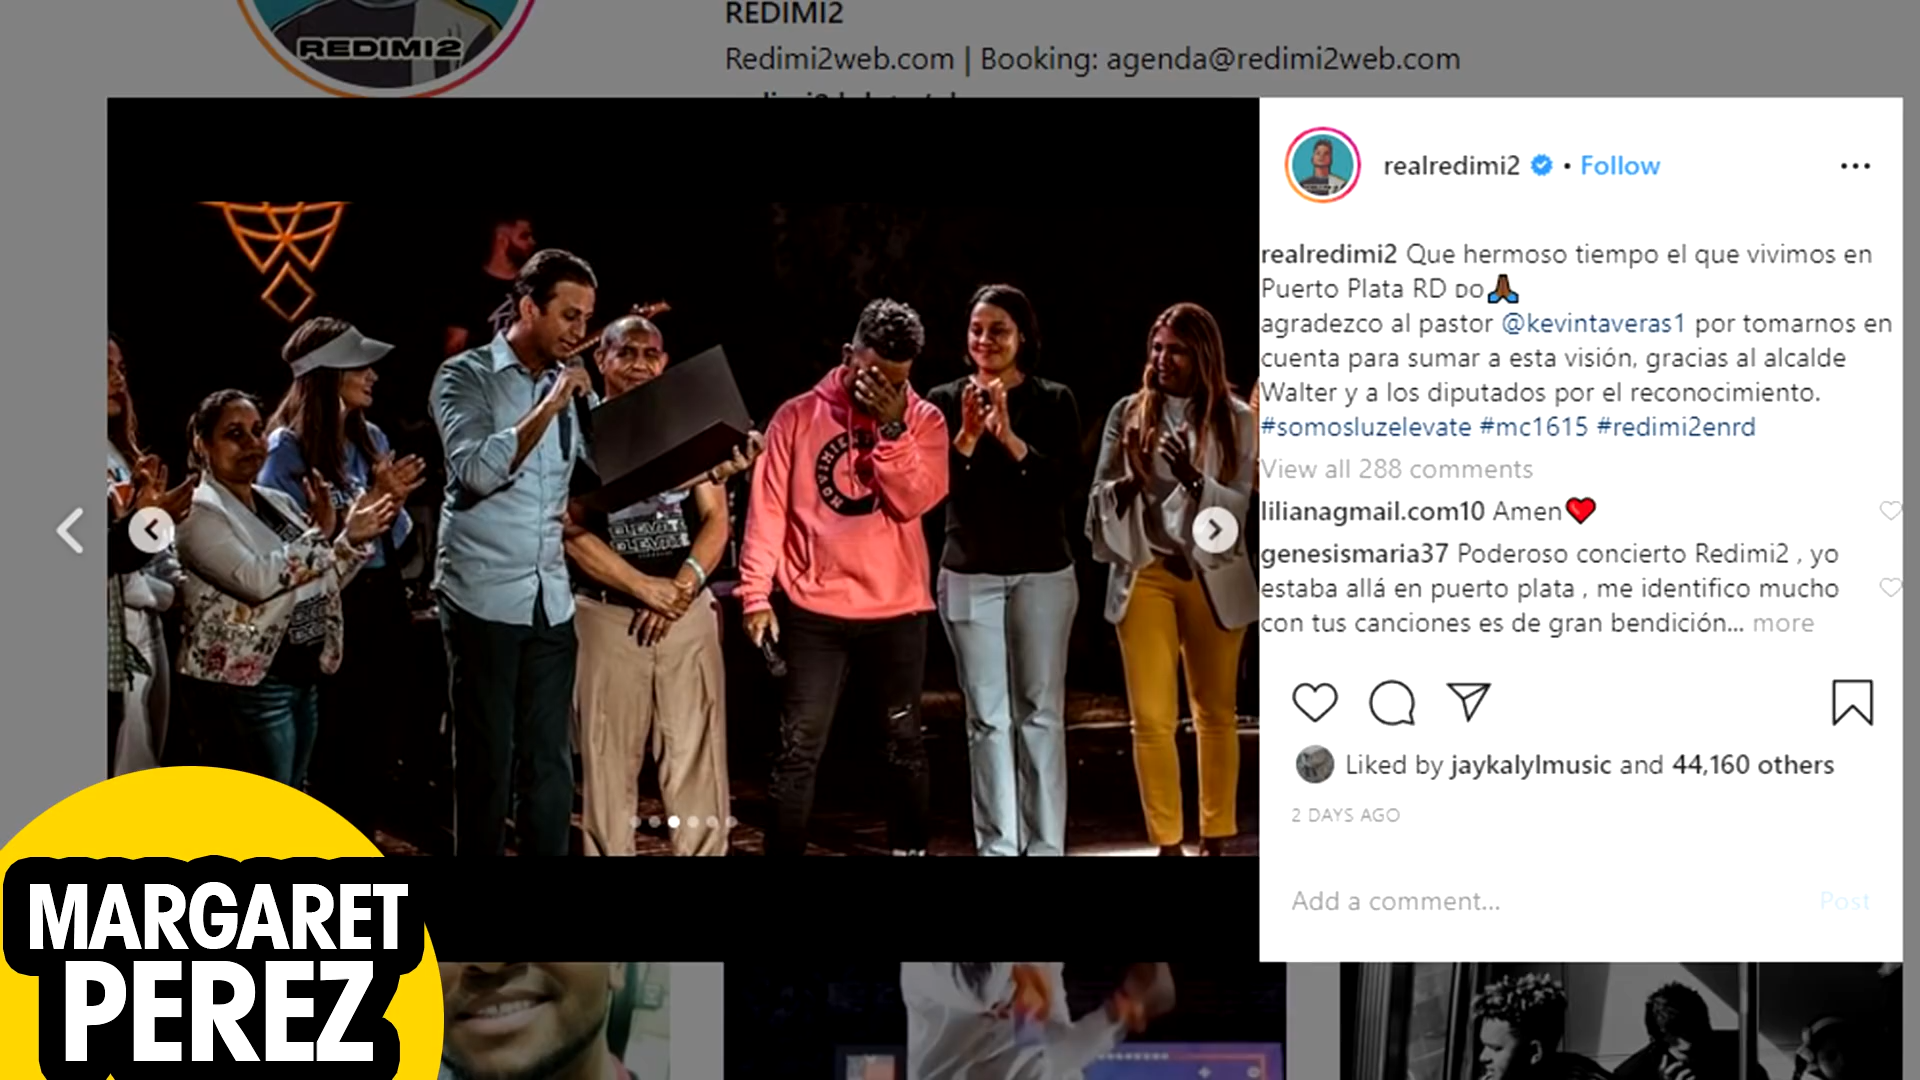 REDIMI2
REDIMI2
Redimi2web.com | Booking: agenda@redimi2web.com
realredimi2 • Follow
realredimi2 Que hermoso tiempo el que vivimos en
Puerto Plata RD DO
agradezco al pastor @kevintaveras1 por tomarnos en
cuenta para sumar a esta visión, gracias al alcalde
Walter y a los diputados por el reconocimiento.
#somosluzelevate #mc1615 #redimi2enrd
View all 288 comments
lilianagmail.com10 Amen
genesismaria37 Poderoso concierto Redimi2 , yo
estaba allá en puerto plata , me identifico mucho
con tus canciones es de gran bendición... more
Liked by jaykalylmusic and 44,160 others
2 DAYS AGO
Add a comment...
Post
ELEVATE
ELEVATE
MARGARET
PEREZ